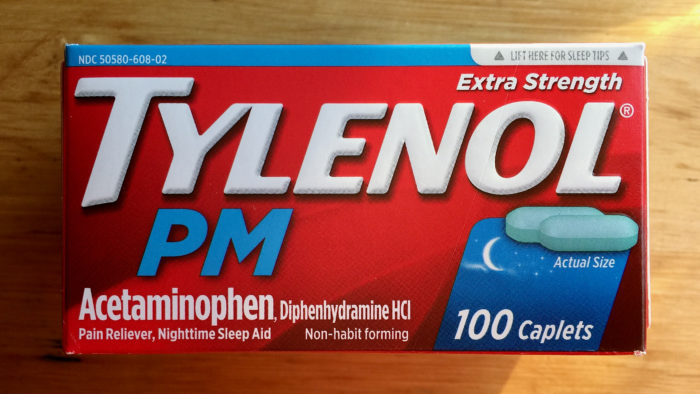 NDC 50580-608-02
▲ LIFT HERE FOR SLEEP TIPS ▲
Extra Strength
TYLENOL®
PM
Actual Size
Acetaminophen, Diphenhydramine HCl
Pain Reliever, Nighttime Sleep Aid Non-habit forming
100 Caplets